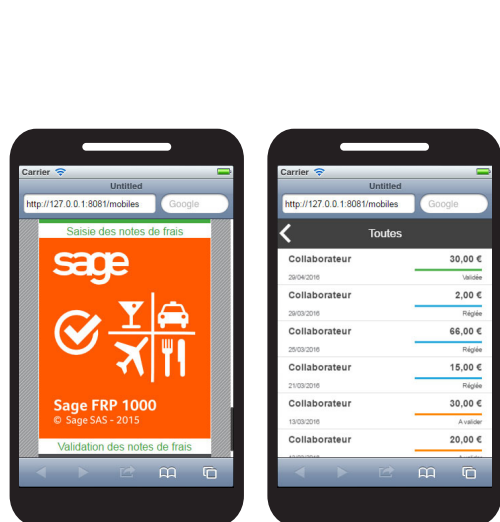 Carrier
Untitled
http://127.0.0.1:8081/mobiles
Google
Saisie des notes de frais
sage
Sage FRP 1000
© Sage SAS - 2015
Validation des notes de frais
Carrier
Untitled
http://127.0.0.1:8081/mobiles
Google
Toutes
Collaborateur 30,00 €
29/04/2016 Validée
Collaborateur 2,00 €
29/03/2016 Réglée
Collaborateur 66,00 €
25/03/2016 Réglée
Collaborateur 15,00 €
21/03/2016 Réglée
Collaborateur 30,00 €
13/03/2016 A valider
Collaborateur 20,00 €